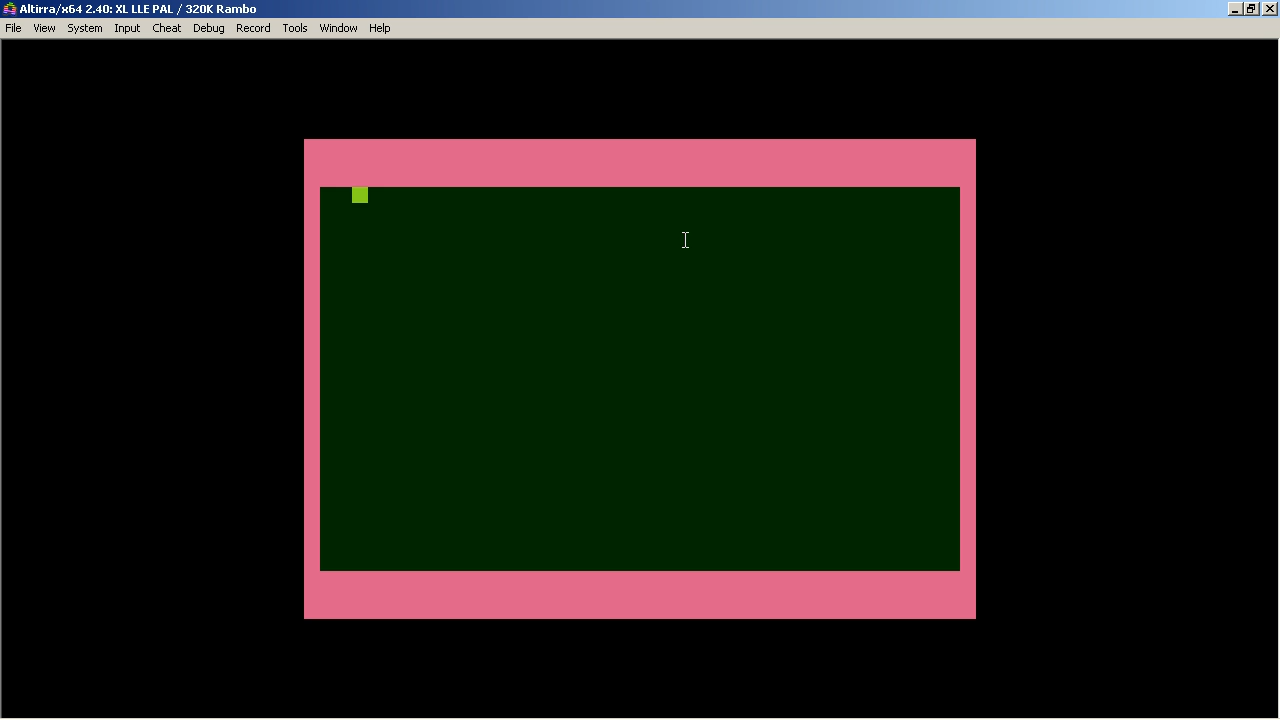 Altirra/x64 2.40: XL LLE PAL / 320K Rambo
File View System Input Cheat Debug Record Tools Window Help